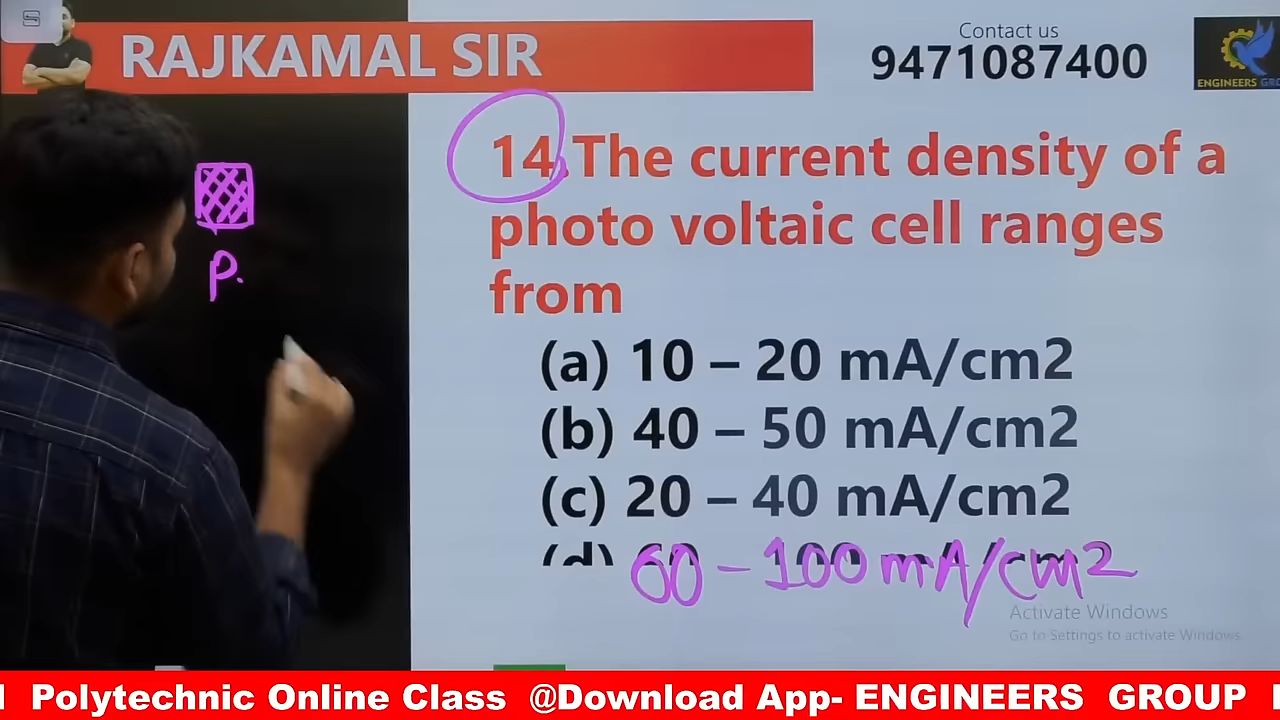 RAJKAMAL SIR
Contact us
9471087400
ENGINEERS GRO
14. The current density of a
photo voltaic cell ranges
from
(a) 10 – 20 mA/cm2
(b) 40 – 50 mA/cm2
(c) 20 – 40 mA/cm2
(d) 60 – 100 mA/cm2
P.
Activate Windows
Go to Settings to activate Windows.
Polytechnic Online Class @Download App- ENGINEERS GROUP